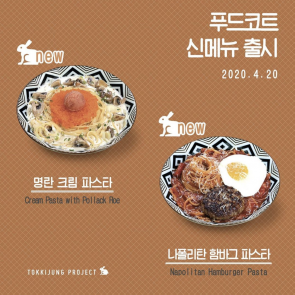 푸드코트
신메뉴 출시
2020.4.20
new
명란 크림 파스타
Cream Pasta with Pollack Roe
new
나폴리탄 함바그 파스타
Napolitan Hamburger Pasta
TOKKIJUNG PROJECT